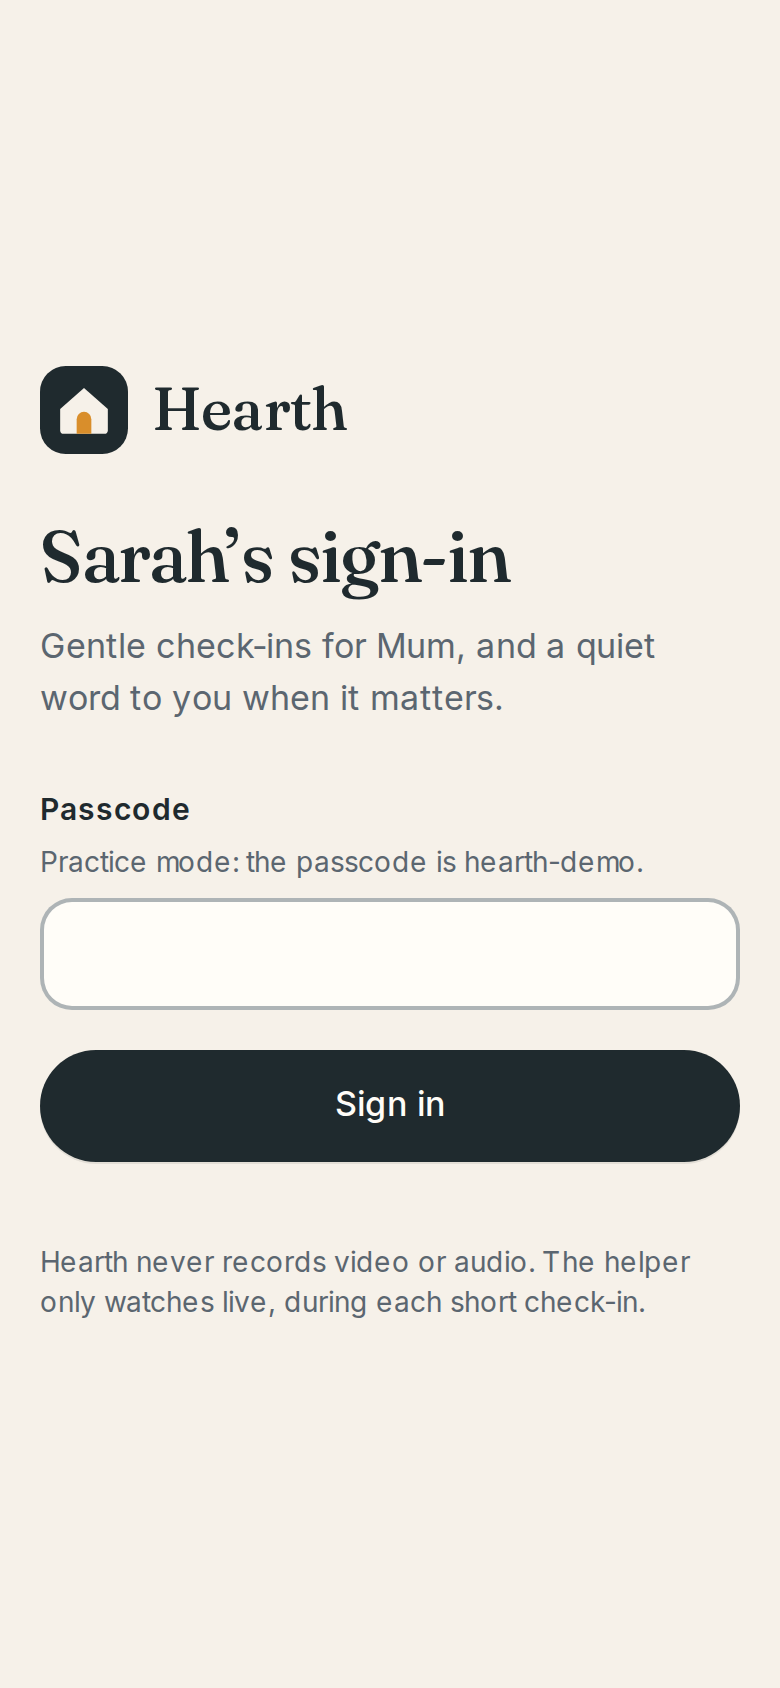 Hearth
Sarah’s sign-in
Gentle check-ins for Mum, and a quiet
word to you when it matters.
Passcode
Practice mode: the passcode is hearth-demo.
Sign in
Hearth never records video or audio. The helper
only watches live, during each short check-in.